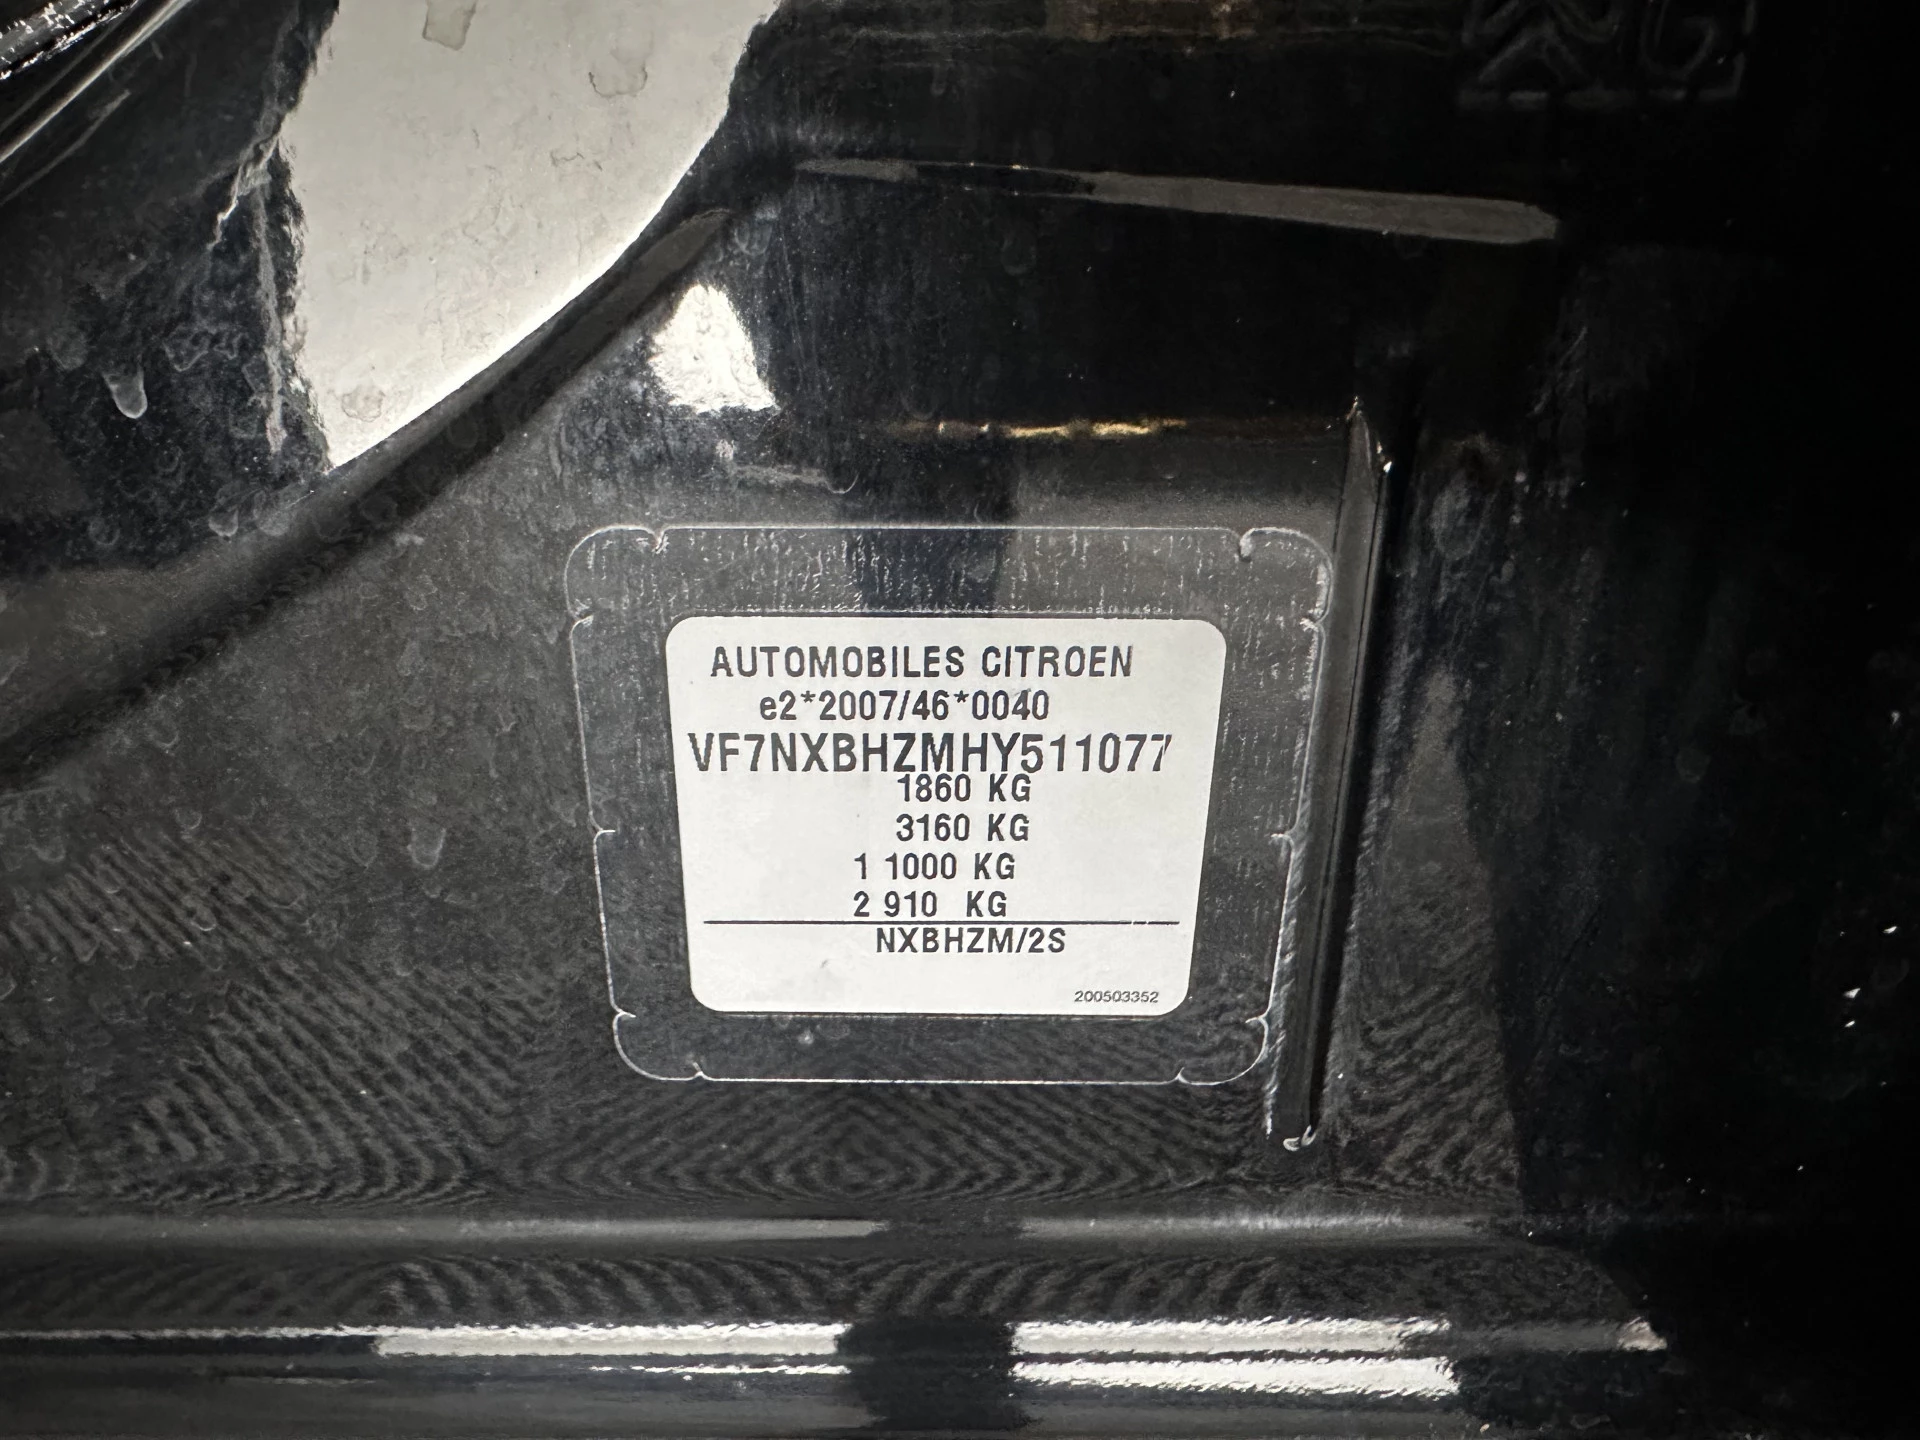 AUTOMOBILES CITROEN
e2*2007/46*0040
VF7NXBHZMHY511077
1860 KG
3160 KG
1 1000 KG
2 910 KG
NXBHZM/2S
200503352